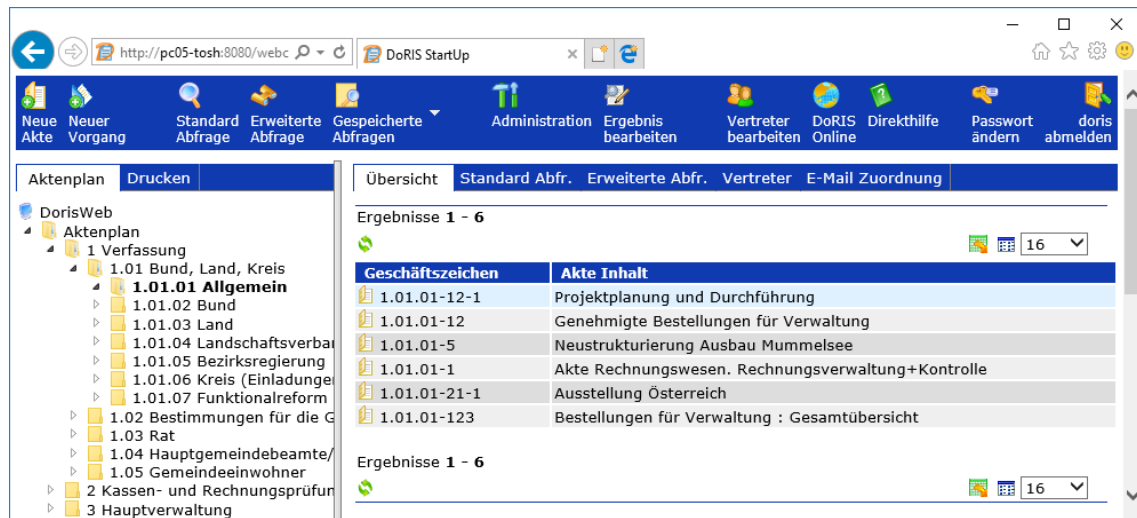 http://pc05-tosh:8080/webc
DoRIS StartUp
Neue Akte
Neuer Vorgang
Standard Abfrage
Erweiterte Abfrage
Gespeicherte Abfragen
Administration
Ergebnis bearbeiten
Vertreter bearbeiten
DoRIS Online
Direkthilfe
Passwort ändern
doris abmelden
Aktenplan Drucken
DorisWeb
Aktenplan
1 Verfassung
1.01 Bund, Land, Kreis
1.01.01 Allgemein
1.01.02 Bund
1.01.03 Land
1.01.04 Landschaftsverba
1.01.05 Bezirksregierung
1.01.06 Kreis (Einladunge
1.01.07 Funktionalreform
1.02 Bestimmungen für die G
1.03 Rat
1.04 Hauptgemeindebeamte/
1.05 Gemeindeeinwohner
2 Kassen- und Rechnungsprüfun
3 Hauptverwaltung
Übersicht Standard Abfr. Erweiterte Abfr. Vertreter E-Mail Zuordnung
Ergebnisse 1 - 6
16
Geschäftszeichen Akte Inhalt
1.01.01-12-1 Projektplanung und Durchführung
1.01.01-12 Genehmigte Bestellungen für Verwaltung
1.01.01-5 Neustrukturierung Ausbau Mummelsee
1.01.01-1 Akte Rechnungswesen. Rechnungsverwaltung+Kontrolle
1.01.01-21-1 Ausstellung Österreich
1.01.01-123 Bestellungen für Verwaltung : Gesamtübersicht
Ergebnisse 1 - 6
16